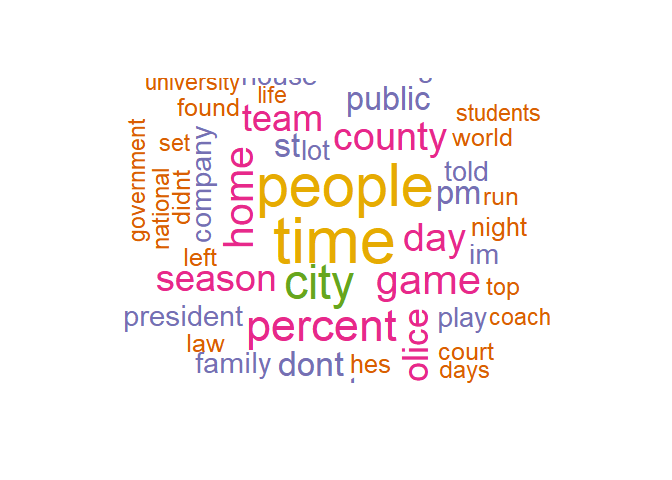 university
found
life
team
public
students
st
lot
county
world
government
national
didnt
set
company
home
people
told
pm
run
time
day
night
im
left
season
city
game
top
president
percent
olice
play
coach
law
family
dont
hes
court
days